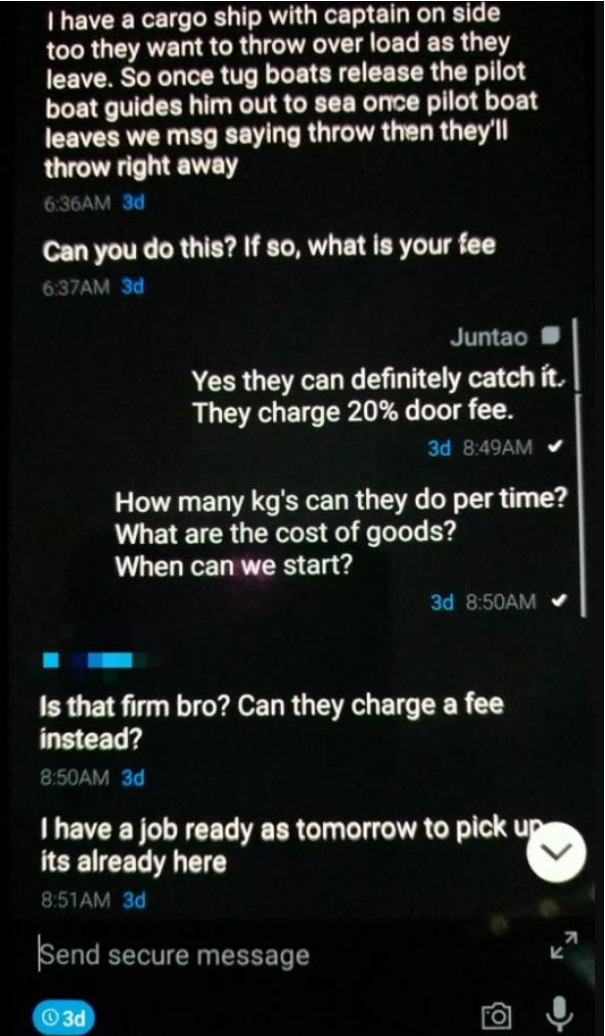 I have a cargo ship with captain on side
too they want to throw over load as they
leave. So once tug boats release the pilot
boat guides him out to sea once pilot boat
leaves we msg saying throw then they'll
throw right away
6:36AM 3d
Can you do this? If so, what is your fee
6:37AM 3d
Juntao
Yes they can definitely catch it.
They charge 20% door fee.
3d 8:49AM ✓
How many kg's can they do per time?
What are the cost of goods?
When can we start?
3d 8:50AM ✓
Is that firm bro? Can they charge a fee
instead?
8:50AM 3d
I have a job ready as tomorrow to pick up
its already here
8:51AM 3d
Send secure message
3d